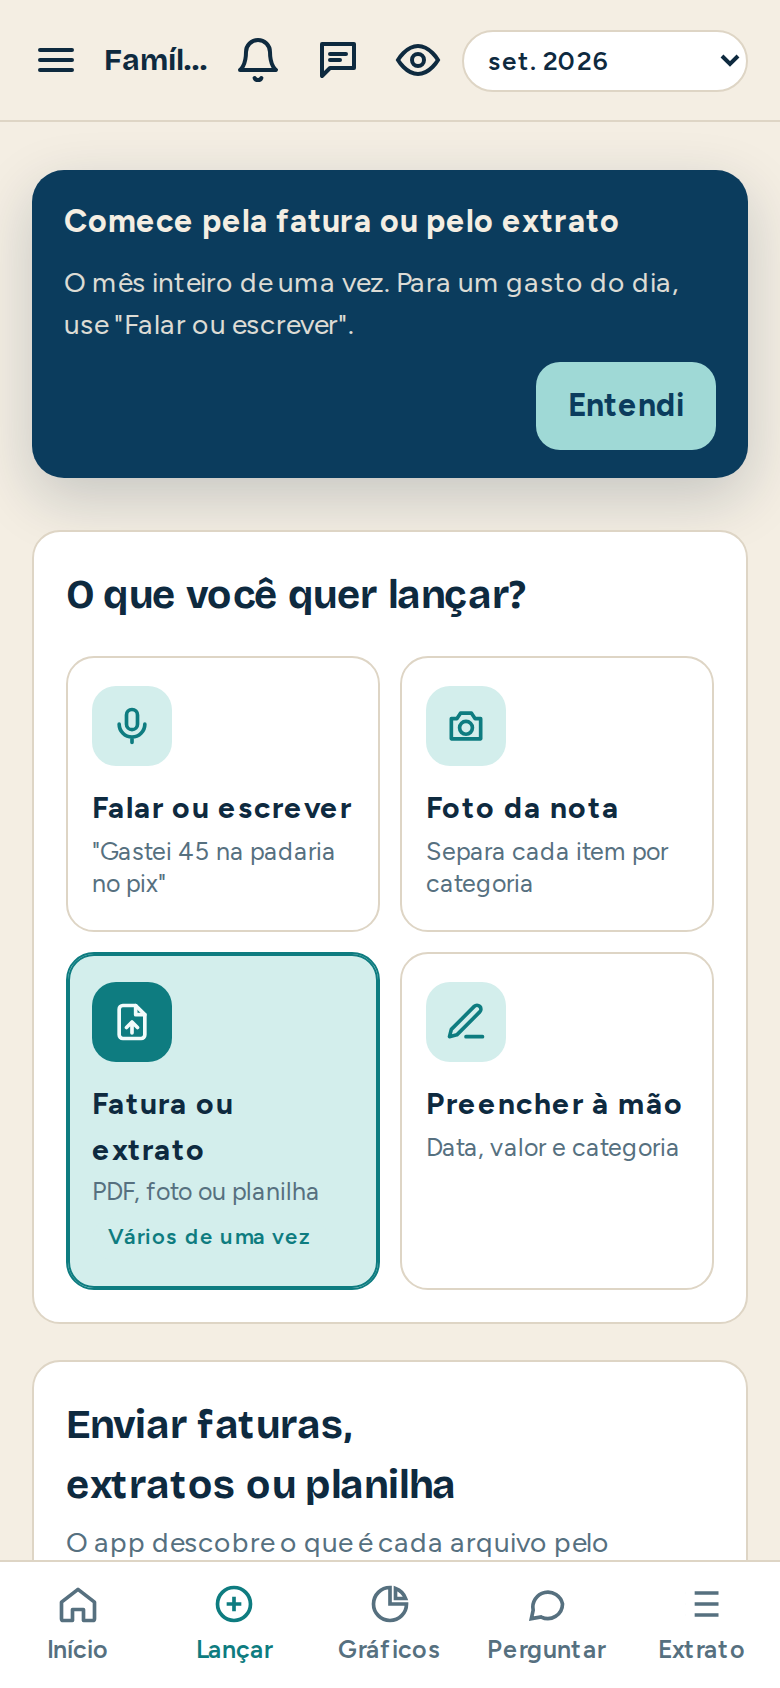 Famíl...
set. 2026
Comece pela fatura ou pelo extrato
O mês inteiro de uma vez. Para um gasto do dia,
use "Falar ou escrever".
Entendi
O que você quer lançar?
Falar ou escrever
"Gastei 45 na padaria
no pix"
Foto da nota
Separa cada item por
categoria
Fatura ou
extrato
PDF, foto ou planilha
Vários de uma vez
Preencher à mão
Data, valor e categoria
Enviar faturas,
extratos ou planilha
O app descobre o que é cada arquivo pelo
Início
Lançar
Gráficos
Perguntar
Extrato